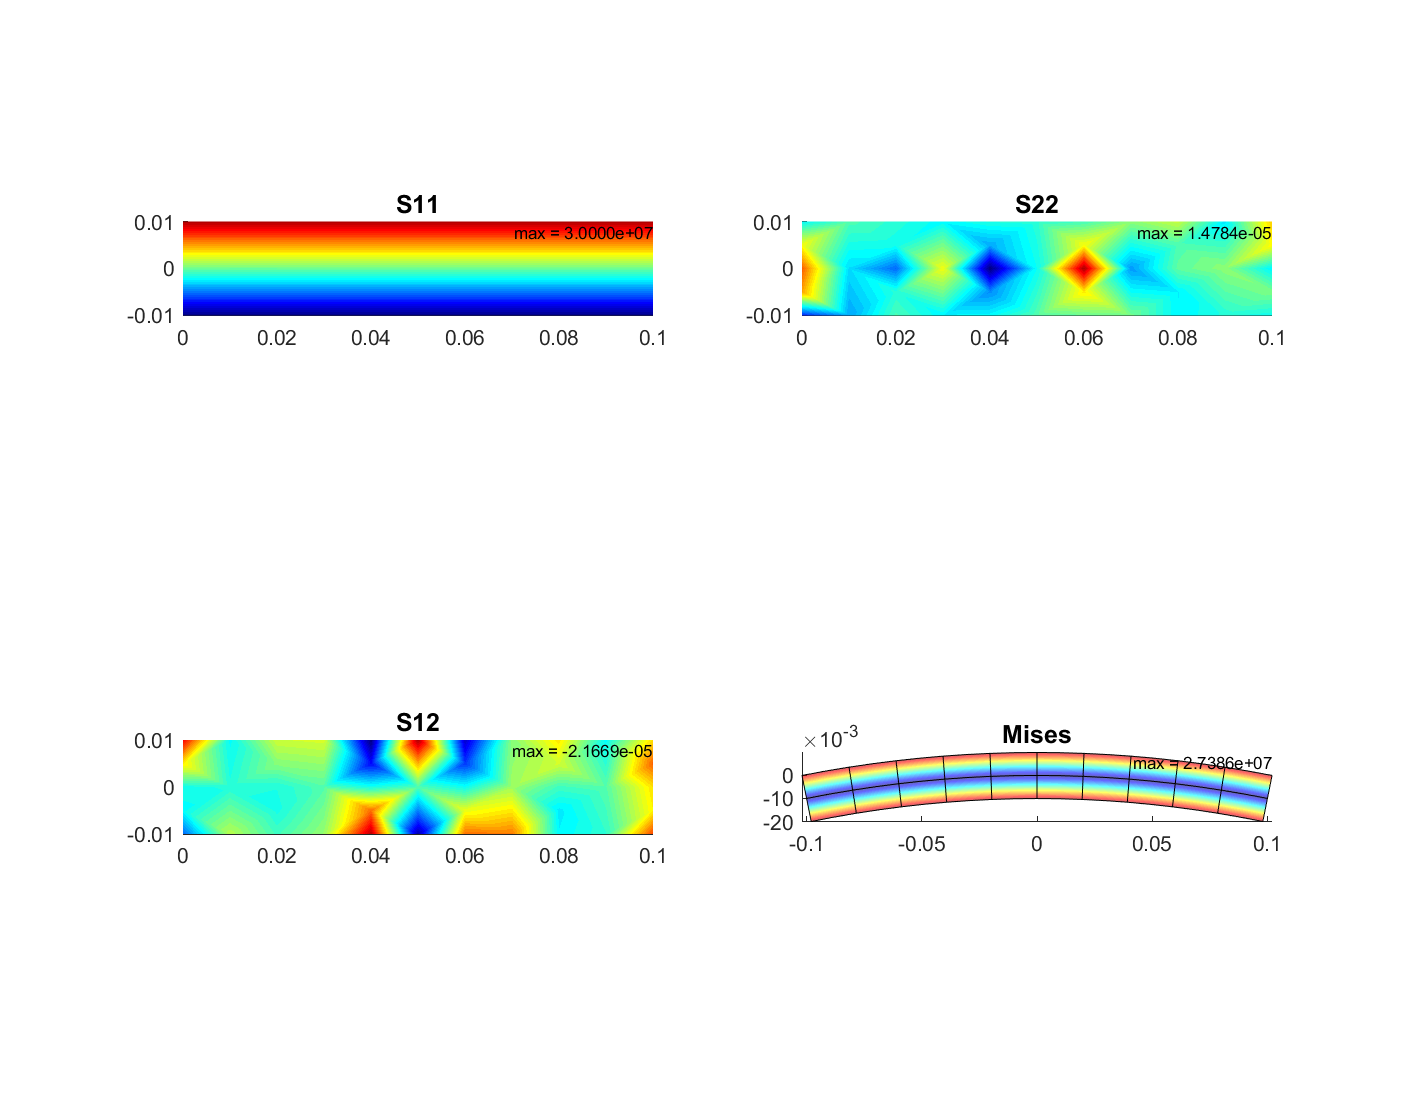 S11
0.01
max = 3.0000e+07
0
-0.01
0 0.02 0.04 0.06 0.08 0.1
S22
0.01
max = 1.4784e-05
0
-0.01
0 0.02 0.04 0.06 0.08 0.1
S12
0.01
max = -2.1669e-05
0
-0.01
0 0.02 0.04 0.06 0.08 0.1
Mises
×10⁻³
max = 2.7386e+07
0
-10
-20
-0.1 -0.05 0 0.05 0.1